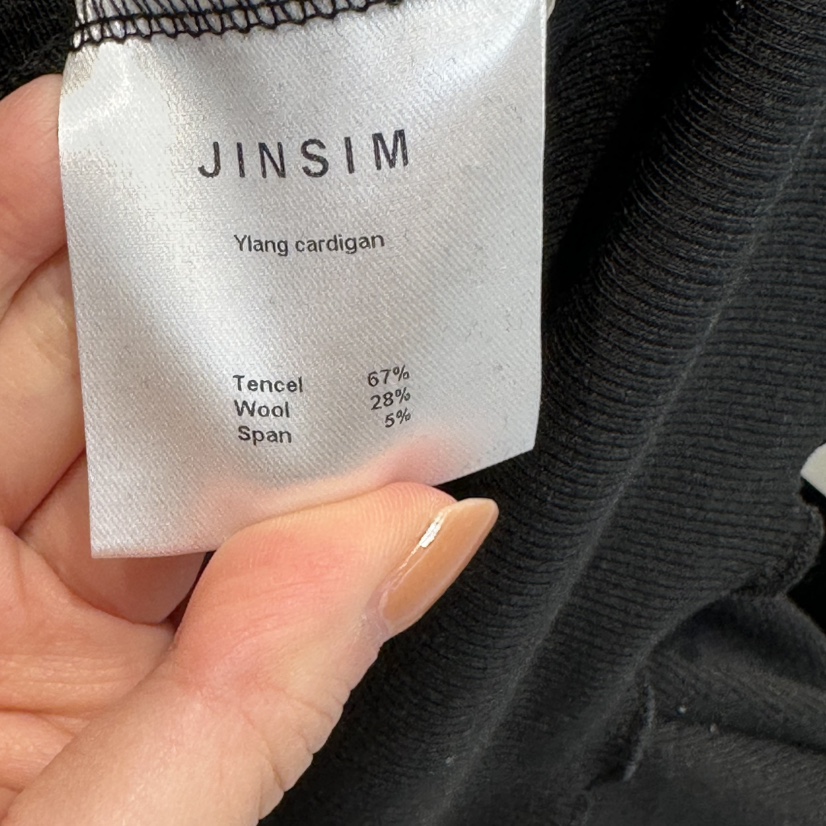 JINSIM
Ylang cardigan
Tencel 67%
Wool 28%
Span 5%